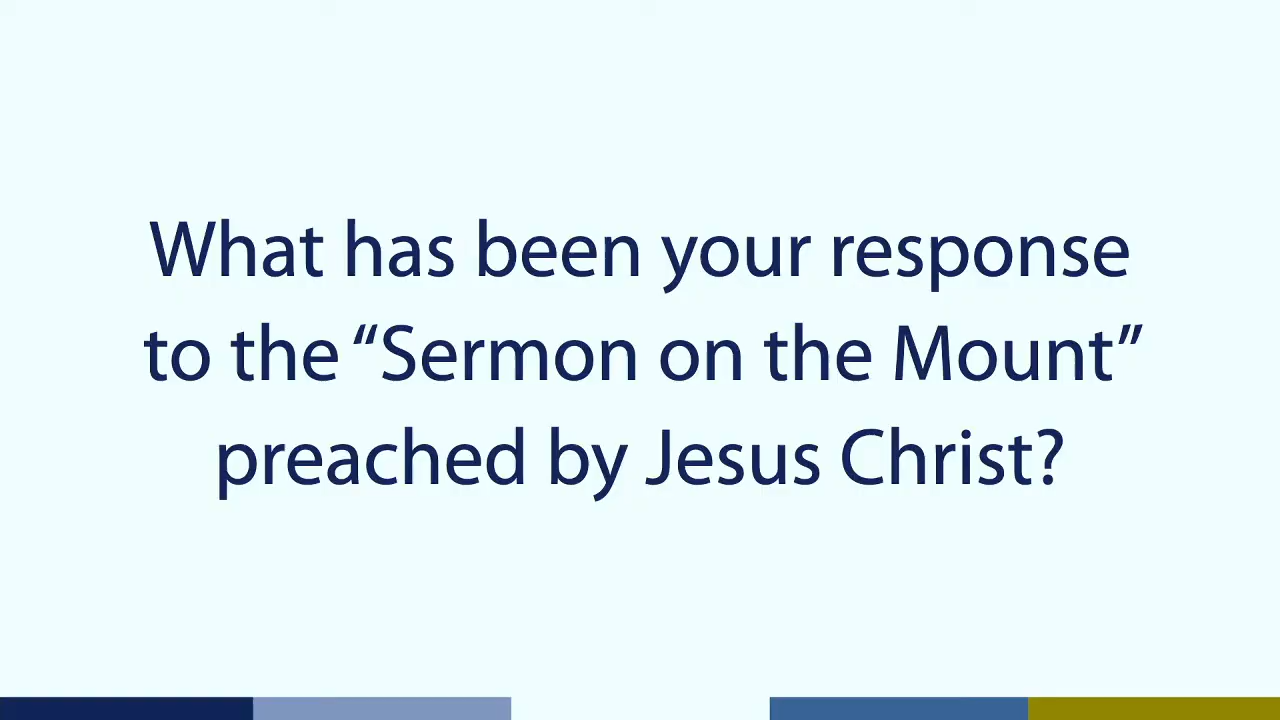 What has been your response
to the “Sermon on the Mount”
preached by Jesus Christ?